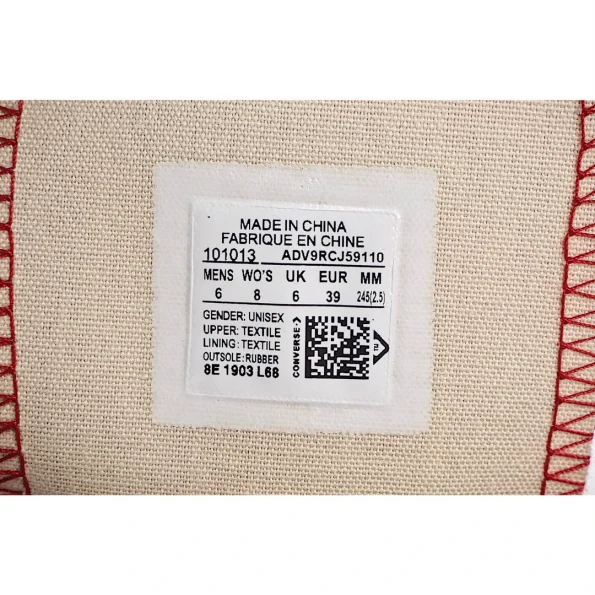 MADE IN CHINA
FABRIQUE EN CHINE
101013 ADV9RCJ59110
MENS WO'S UK EUR MM
6 8 6 39 245(2.5)
GENDER: UNISEX
UPPER: TEXTILE
LINING: TEXTILE
OUTSOLE: RUBBER
8E 1903 L68
CONVERSE